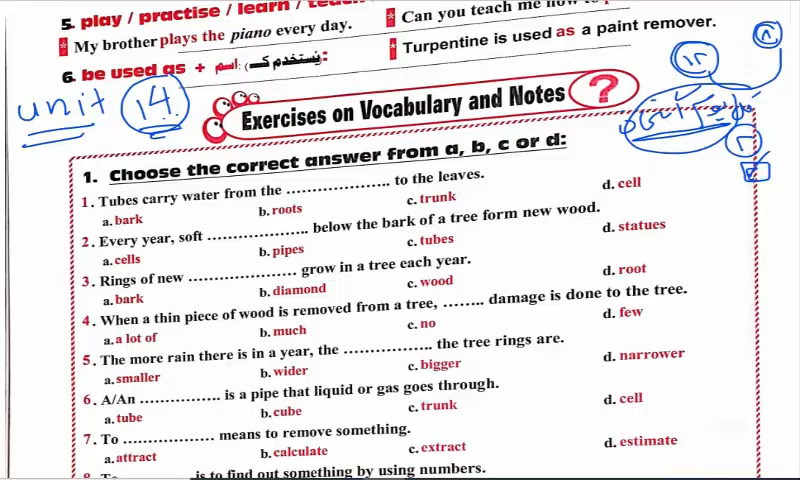 5. play / practise / learn /
* My brother plays the piano every day.
* Can you teach me how to
6. be used as + اسم : (يُستخدم كـ):
* Turpentine is used as a paint remover.
unit 14
١٢
٨
٢
Exercises on Vocabulary and Notes ?
1. Choose the correct answer from a, b, c or d:
1. Tubes carry water from the .................... to the leaves.
a. bark b. roots c. trunk d. cell
2. Every year, soft .................... below the bark of a tree form new wood.
a. cells b. pipes c. tubes d. statues
3. Rings of new .................... grow in a tree each year.
a. bark b. diamond c. wood d. root
4. When a thin piece of wood is removed from a tree, ........ damage is done to the tree.
a. a lot of b. much c. no d. few
5. The more rain there is in a year, the .................... the tree rings are.
a. smaller b. wider c. bigger d. narrower
6. A/An ................ is a pipe that liquid or gas goes through.
a. tube b. cube c. trunk d. cell
7. To .................. means to remove something.
a. attract b. calculate c. extract d. estimate
8. To is to find out something by using numbers.